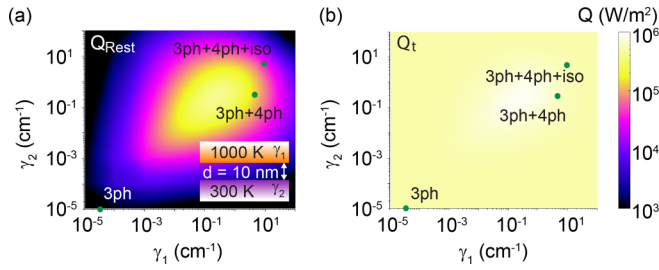 (a)
Q_Rest
3ph+4ph+iso
3ph+4ph
3ph
1000 K γ₁
d = 10 nm
300 K γ₂
10¹
10⁻¹
10⁻³
10⁻⁵
γ₂ (cm⁻¹)
10⁻⁵ 10⁻³ 10⁻¹ 10¹
γ₁ (cm⁻¹)
(b)
Q_t
3ph+4ph+iso
3ph+4ph
3ph
10¹
10⁻¹
10⁻³
10⁻⁵
γ₂ (cm⁻¹)
10⁻⁵ 10⁻³ 10⁻¹ 10¹
γ₁ (cm⁻¹)
Q (W/m²)
10⁶
10⁵
10⁴
10³